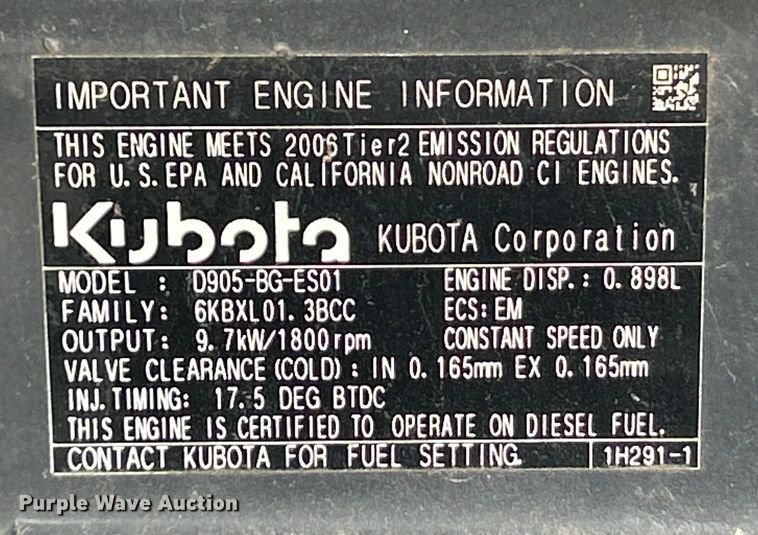 IMPORTANT ENGINE INFORMATION
THIS ENGINE MEETS 2006 Tier2 EMISSION REGULATIONS
FOR U.S. EPA AND CALIFORNIA NONROAD CI ENGINES.
Kubota KUBOTA Corporation
MODEL : D905-BG-ES01 ENGINE DISP.: 0.898L
FAMILY: 6KBXL01.3BCC ECS: EM
OUTPUT: 9.7kW/1800rpm CONSTANT SPEED ONLY
VALVE CLEARANCE (COLD) : IN 0.165mm EX 0.165mm
INJ. TIMING: 17.5 DEG BTDC
THIS ENGINE IS CERTIFIED TO OPERATE ON DIESEL FUEL.
CONTACT KUBOTA FOR FUEL SETTING. 1H291-1
Purple Wave Auction